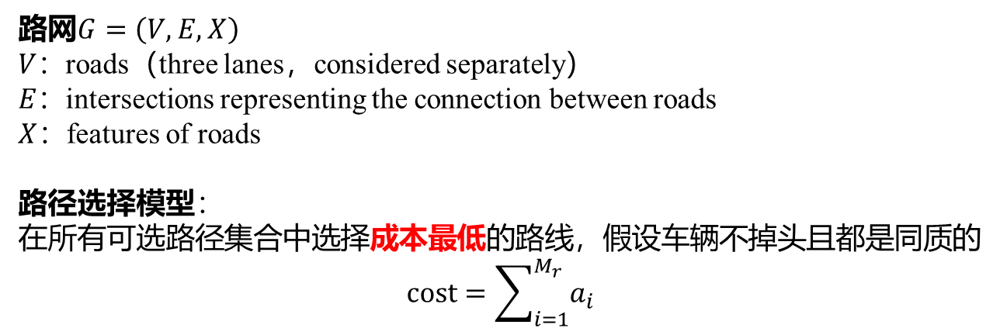 路网G = (V, E, X)
V：roads（three lanes，considered separately）
E：intersections representing the connection between roads
X：features of roads
路径选择模型：
在所有可选路径集合中选择成本最低的路线，假设车辆不掉头且都是同质的
cost = ∑_{i=1}^{M_r} a_i